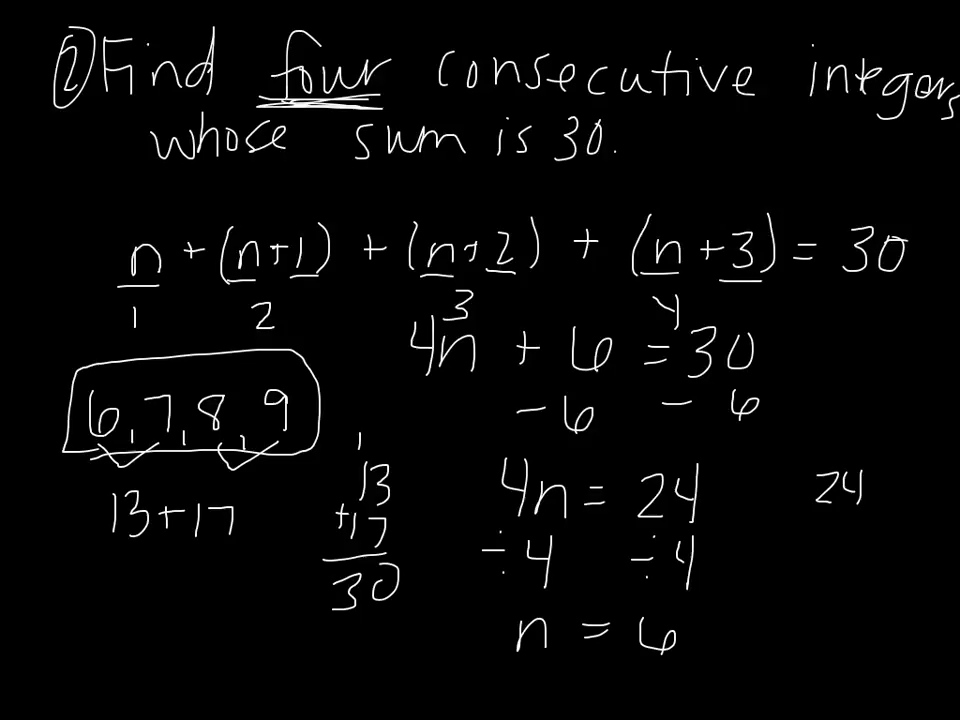 ② Find four consecutive integers
whose sum is 30.
n + (n+1) + (n+2) + (n+3) = 30
1 2 3 4
4n + 6 = 30
- 6 - 6
6, 7, 8, 9
13+17
1
13
+17
30
4n = 24
÷4 ÷4
n = 6
24